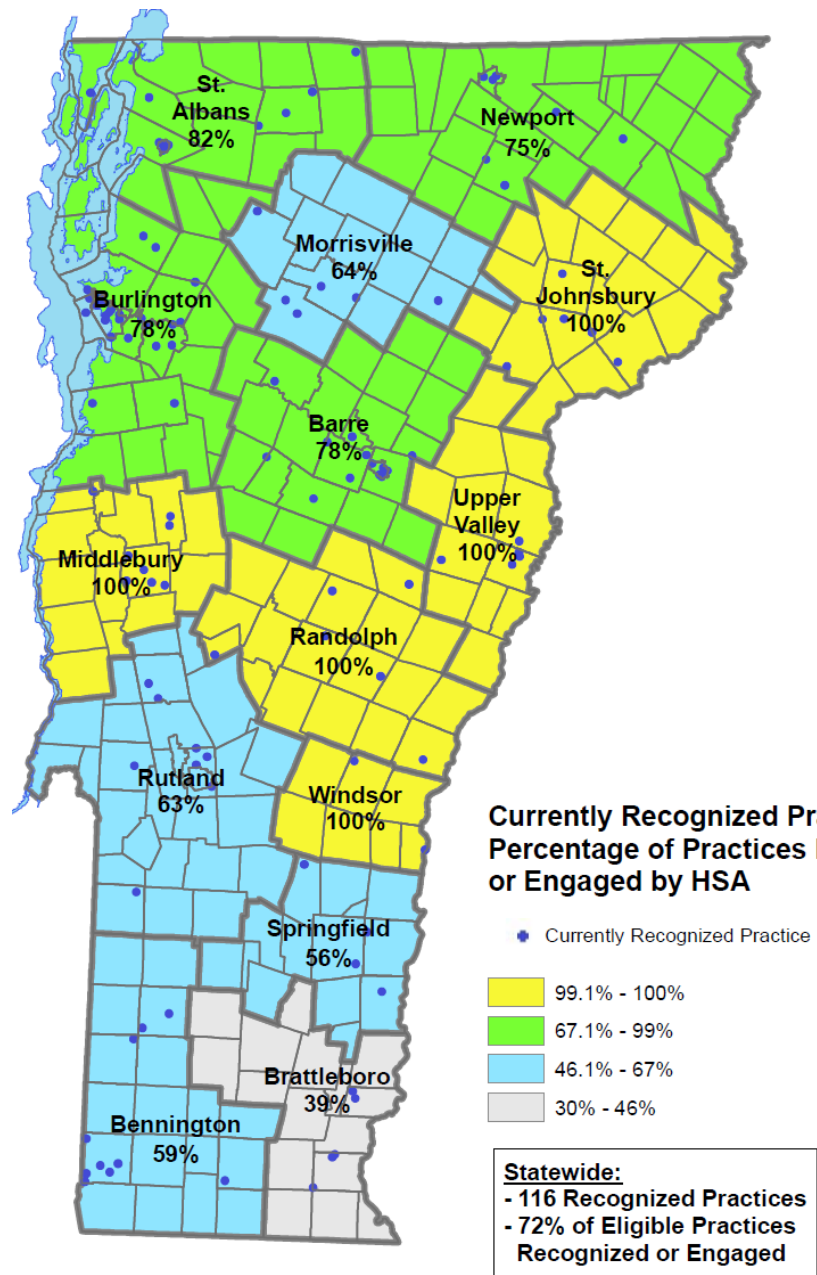 St.
Albans
82%
Newport
75%
Morrisville
64%
St.
Johnsbury
100%
Burlington
78%
Barre
78%
Upper
Valley
100%
Middlebury
100%
Randolph
100%
Rutland
63%
Windsor
100%
Currently Recognized Pra
Percentage of Practices
or Engaged by HSA
Springfield
56%
Currently Recognized Practice
99.1% - 100%
67.1% - 99%
46.1% - 67%
30% - 46%
Brattleboro
39%
Bennington
59%
Statewide:
- 116 Recognized Practices
- 72% of Eligible Practices
Recognized or Engaged